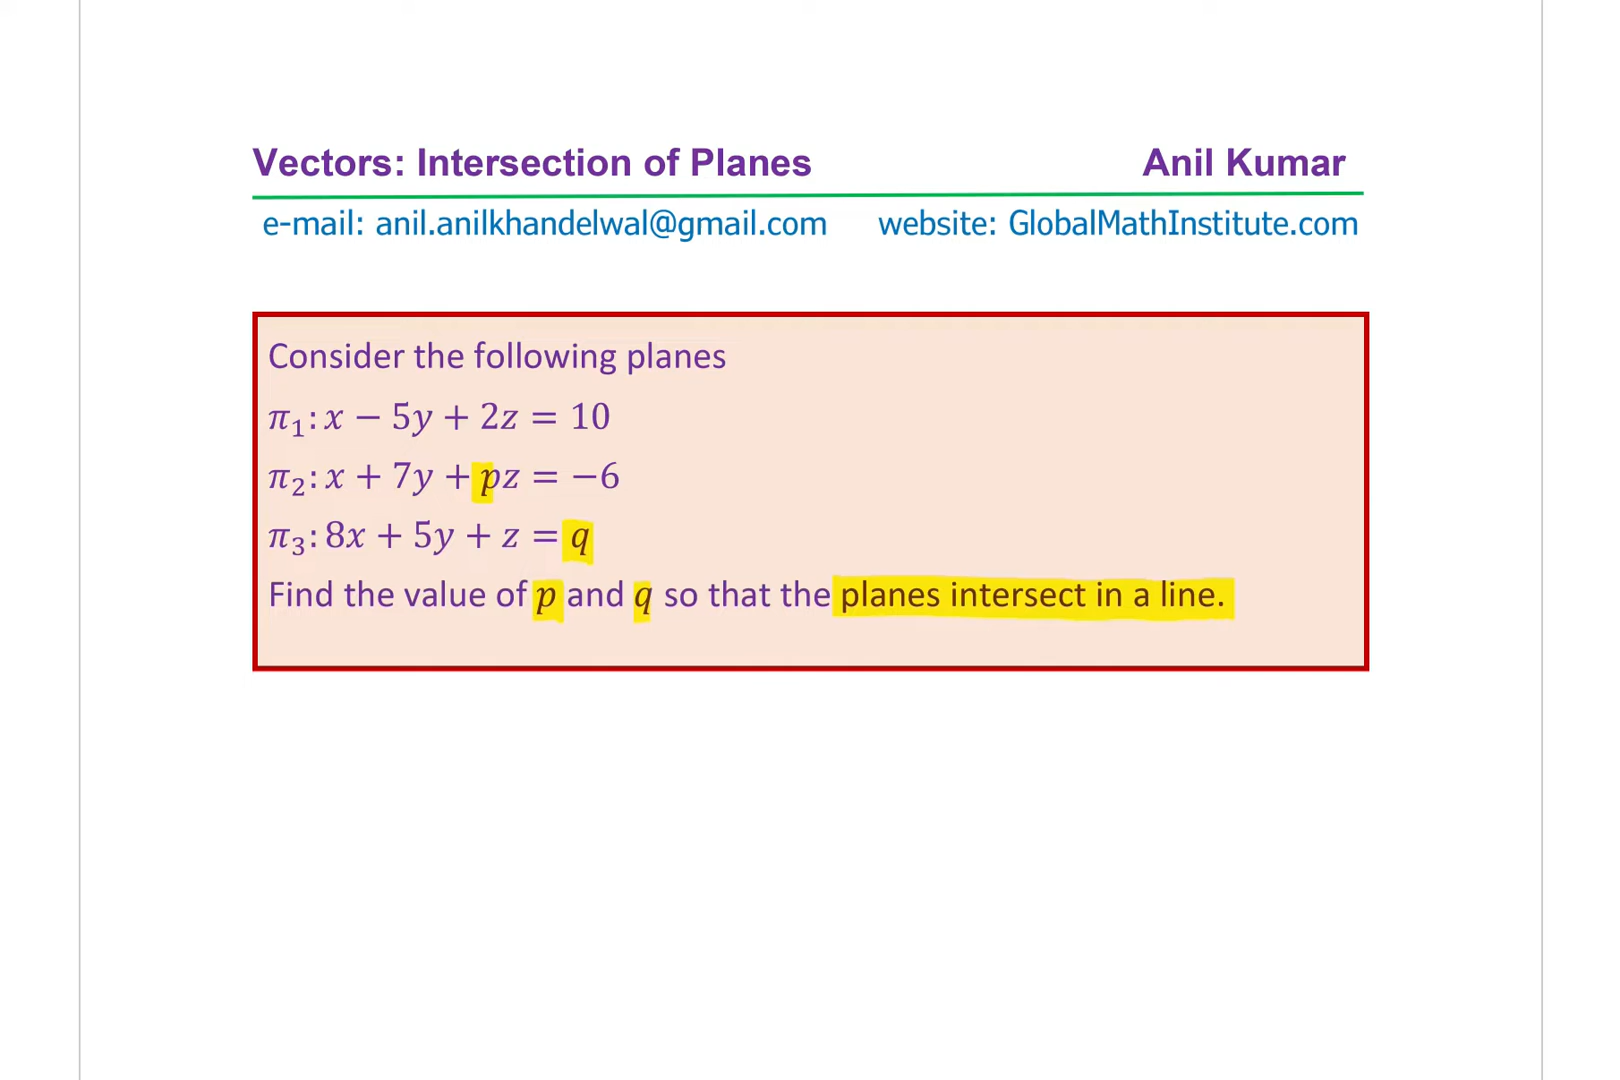 Vectors: Intersection of Planes Anil Kumar
e-mail: anil.anilkhandelwal@gmail.com website: GlobalMathInstitute.com
Consider the following planes
π₁: x − 5y + 2z = 10
π₂: x + 7y + pz = −6
π₃: 8x + 5y + z = q
Find the value of p and q so that the planes intersect in a line.